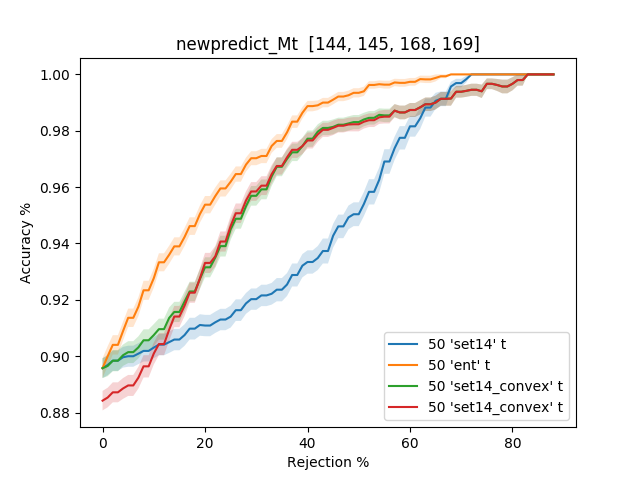 newpredict_Mt [144, 145, 168, 169]
1.00
0.98
0.96
0.94
0.92
0.90
0.88
Accuracy %
0 20 40 60 80
Rejection %
50 'set14' t
50 'ent' t
50 'set14_convex' t
50 'set14_convex' t